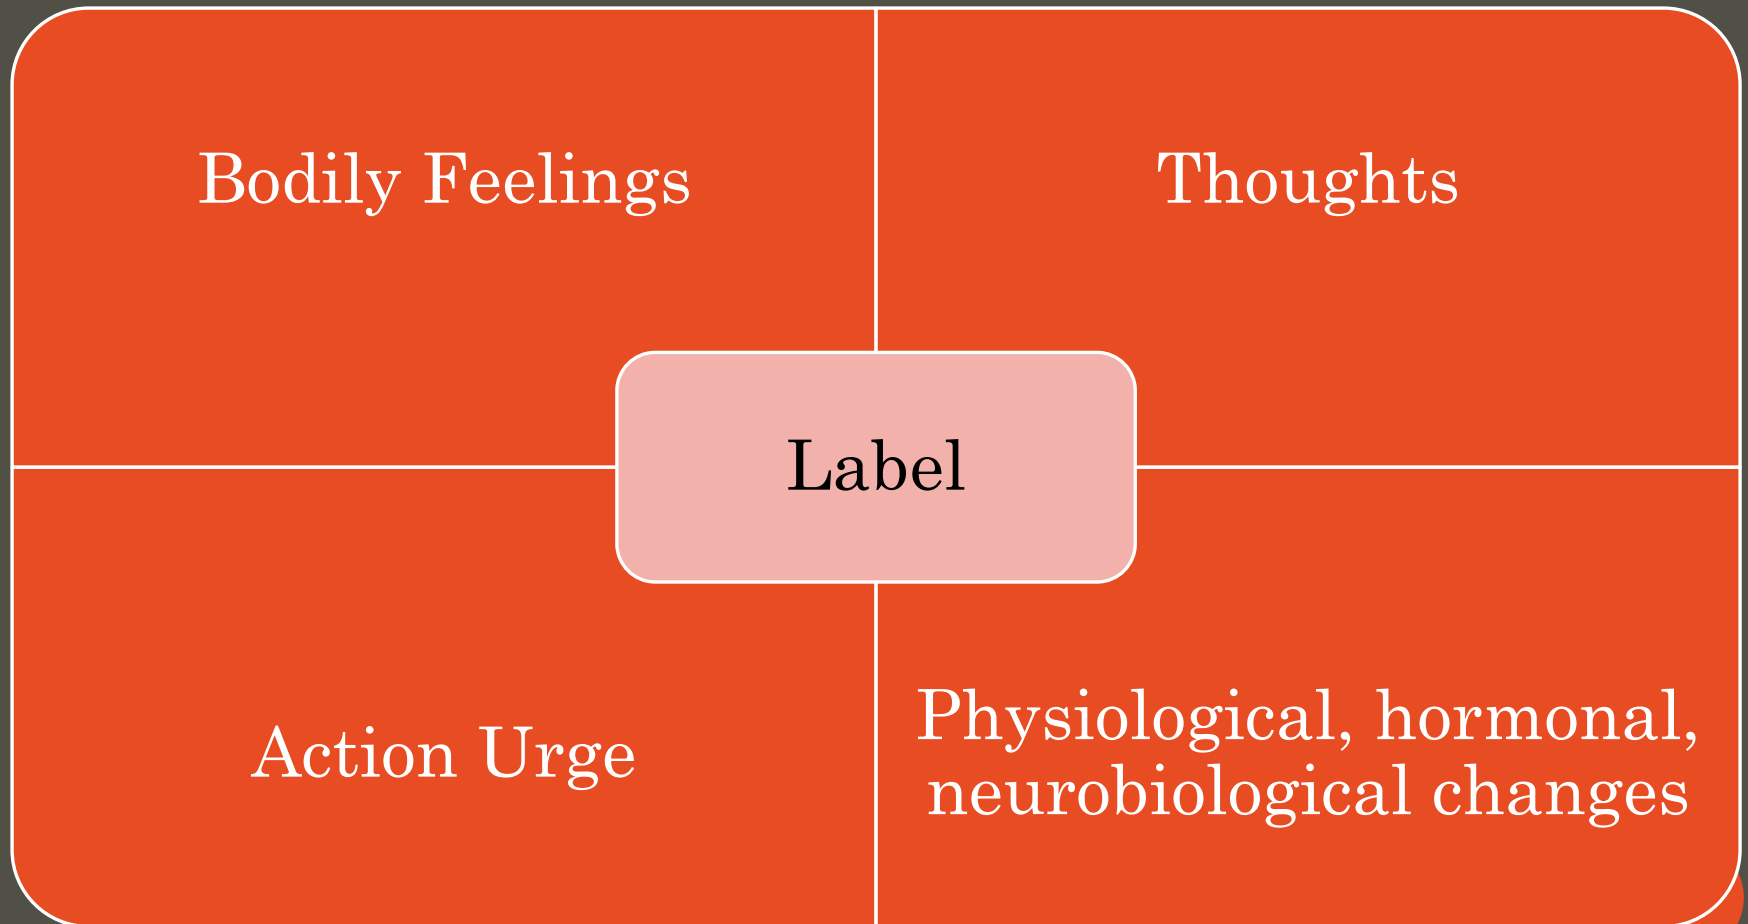 Bodily Feelings
Thoughts
Label
Action Urge
Physiological, hormonal,
neurobiological changes